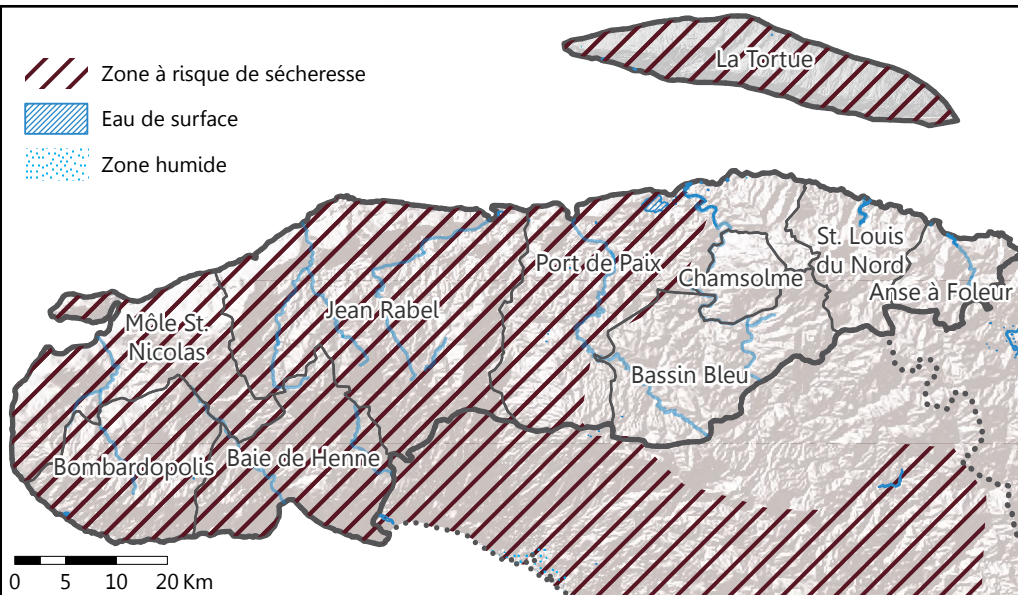 La Tortue
Zone à risque de sécheresse
Eau de surface
Zone humide
St. Louis
du Nord
Port de Paix
Chamsolme
Anse à Foleur
Jean Rabel
Môle St.
Nicolas
Bassin Bleu
Bombardopolis
Baie de Henne
0 5 10 20 Km